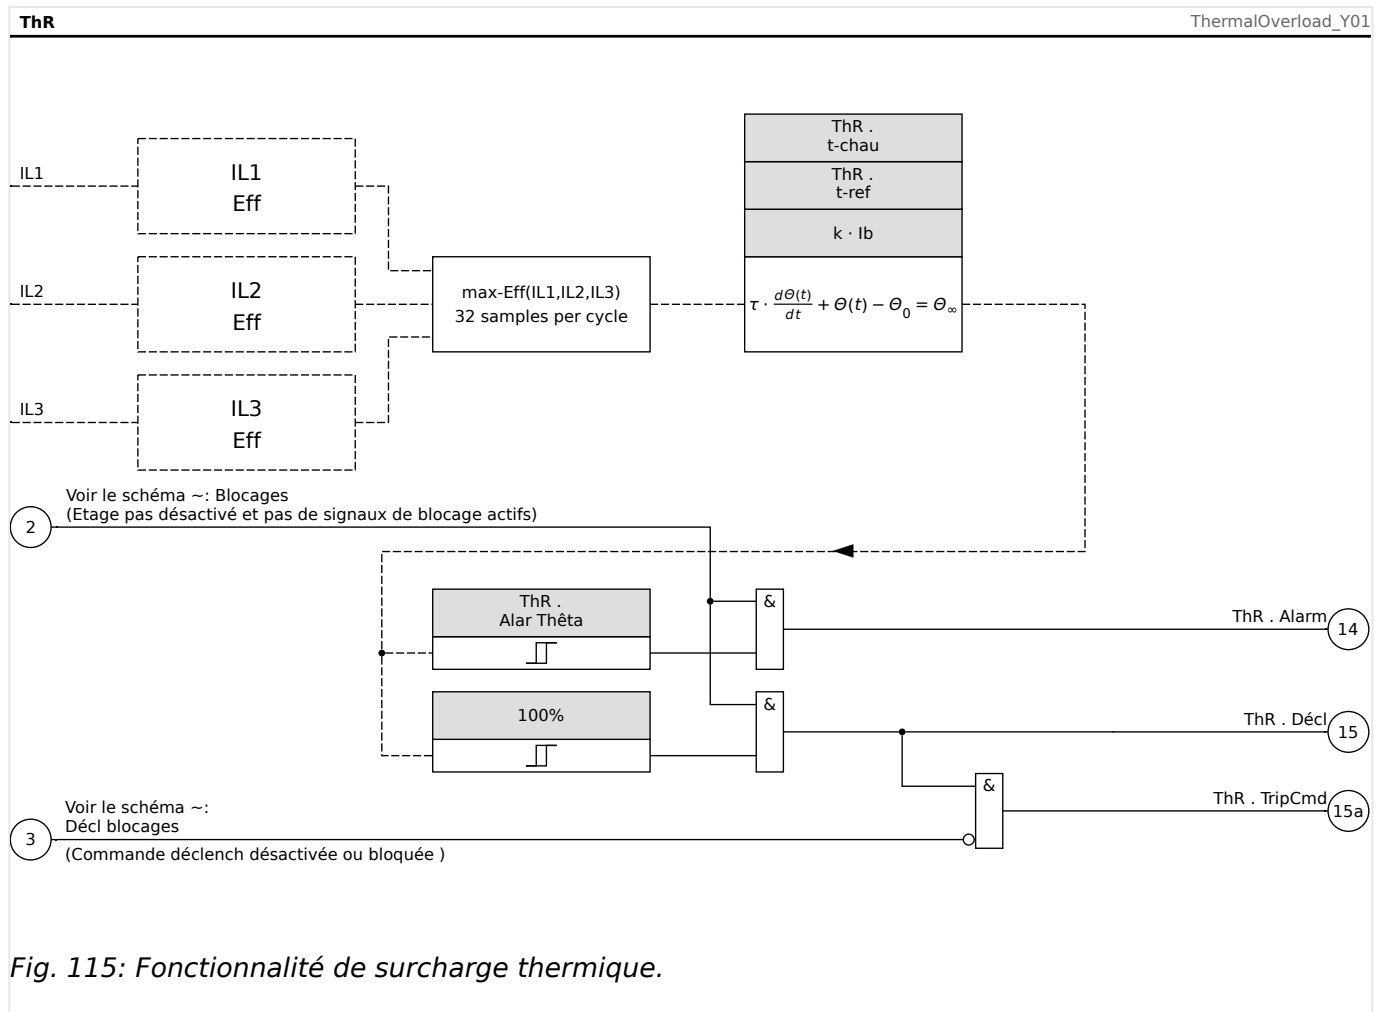 ThR
ThermalOverload_Y01
ThR .
t-chau
ThR .
t-ref
k · Ib
IL1
IL1
Eff
IL2
IL2
Eff
max-Eff(IL1,IL2,IL3)
32 samples per cycle
τ · dΘ(t)/dt + Θ(t) − Θ₀ = Θ∞
IL3
IL3
Eff
Voir le schéma ~: Blocages
(Etage pas désactivé et pas de signaux de blocage actifs)
2
ThR .
Alar Thêta
&
ThR . Alarm
14
100%
&
ThR . Décl
15
&
ThR . TripCmd
15a
Voir le schéma ~:
Décl blocages
3
(Commande déclench désactivée ou bloquée )
Fig. 115: Fonctionnalité de surcharge thermique.